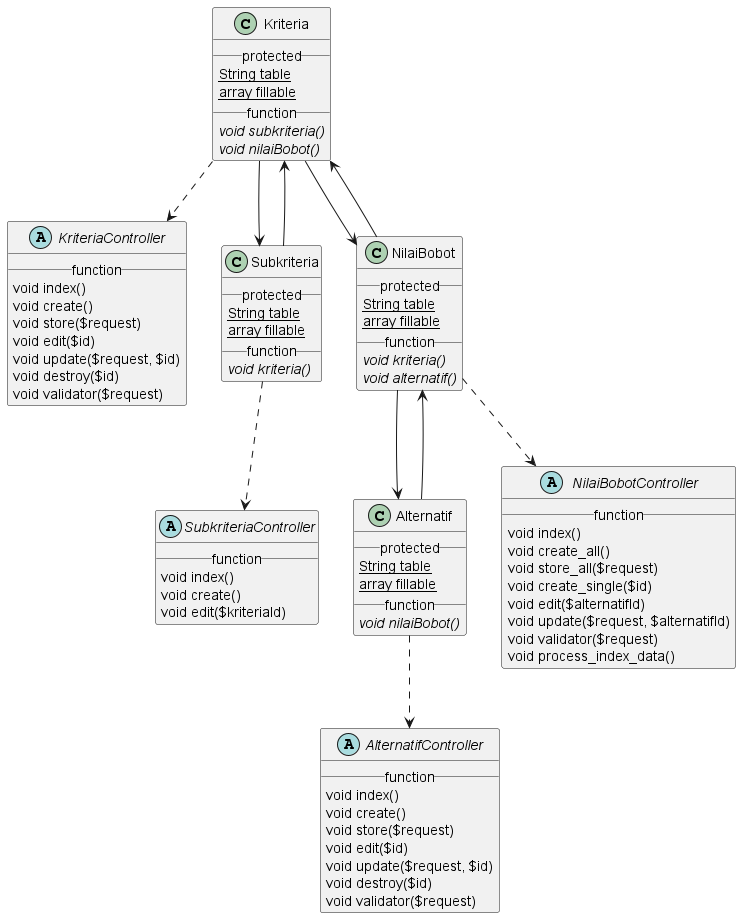 C Kriteria
protected
String table
array fillable
function
void subkriteria()
void nilaiBobot()
A KriteriaController
function
void index()
void create()
void store($request)
void edit($id)
void update($request, $id)
void destroy($id)
void validator($request)
C Subkriteria
protected
String table
array fillable
function
void kriteria()
C NilaiBobot
protected
String table
array fillable
function
void kriteria()
void alternatif()
A SubkriteriaController
function
void index()
void create()
void edit($kriteriaId)
C Alternatif
protected
String table
array fillable
function
void nilaiBobot()
A NilaiBobotController
function
void index()
void create_all()
void store_all($request)
void create_single($id)
void edit($alternatifId)
void update($request, $alternatifId)
void validator($request)
void process_index_data()
A AlternatifController
function
void index()
void create()
void store($request)
void edit($id)
void update($request, $id)
void destroy($id)
void validator($request)